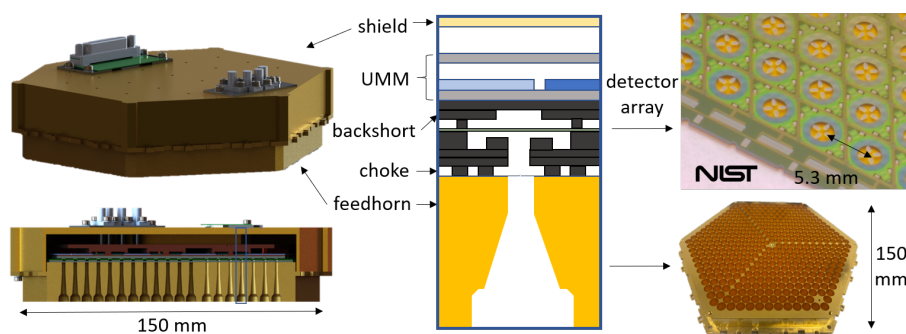 shield
UMM
backshort
choke
feedhorn
detector
array
NIST
5.3 mm
150 mm
150
mm